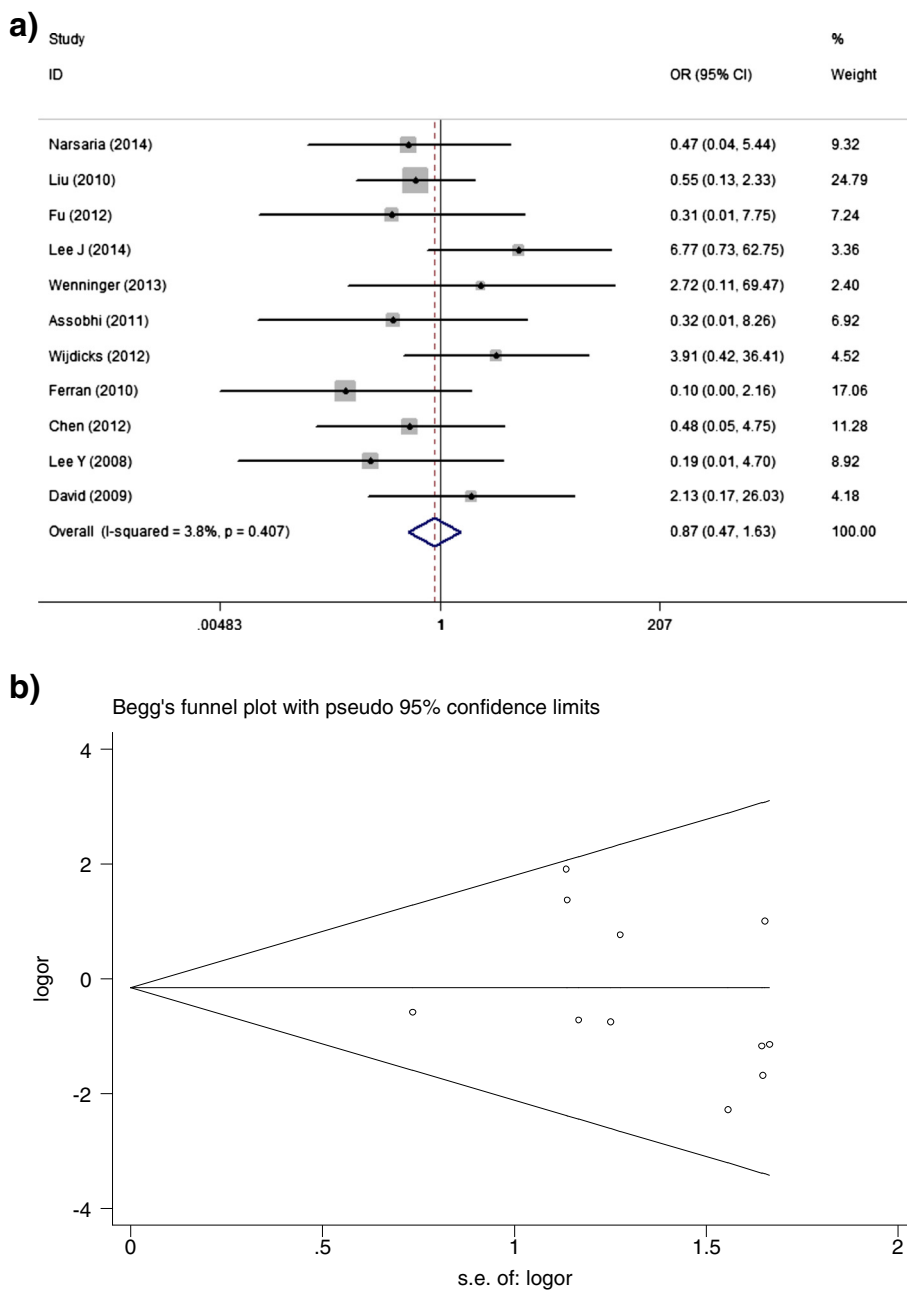 a)
Study %
ID OR (95% CI) Weight
Narsaria (2014) 0.47 (0.04, 5.44) 9.32
Liu (2010) 0.55 (0.13, 2.33) 24.79
Fu (2012) 0.31 (0.01, 7.75) 7.24
Lee J (2014) 6.77 (0.73, 62.75) 3.36
Wenninger (2013) 2.72 (0.11, 69.47) 2.40
Assobhi (2011) 0.32 (0.01, 8.26) 6.92
Wijdicks (2012) 3.91 (0.42, 36.41) 4.52
Ferran (2010) 0.10 (0.00, 2.16) 17.06
Chen (2012) 0.48 (0.05, 4.75) 11.28
Lee Y (2008) 0.19 (0.01, 4.70) 8.92
David (2009) 2.13 (0.17, 26.03) 4.18
Overall (I-squared = 3.8%, p = 0.407) 0.87 (0.47, 1.63) 100.00
.00483 1 207
b)
Begg's funnel plot with pseudo 95% confidence limits
4
2
0
-2
-4
logor
0 .5 1 1.5 2
s.e. of: logor